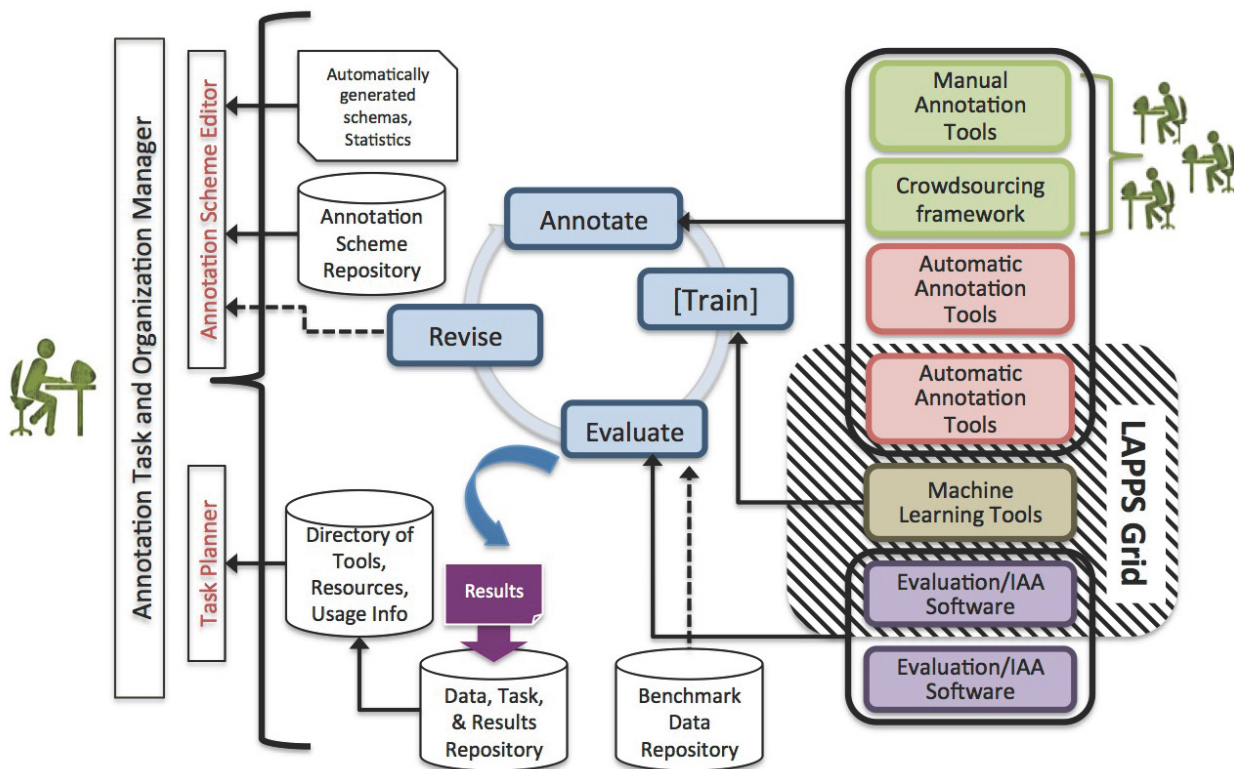 Annotation Task and Organization Manager
Annotation Scheme Editor
Task Planner
Automatically
generated
schemas,
Statistics
Annotation
Scheme
Repository
Directory of
Tools,
Resources,
Usage Info
Annotate
[Train]
Revise
Evaluate
Results
Data, Task,
& Results
Repository
Benchmark
Data
Repository
Manual
Annotation
Tools
Crowdsourcing
framework
Automatic
Annotation
Tools
Automatic
Annotation
Tools
Machine
Learning Tools
Evaluation/IAA
Software
Evaluation/IAA
Software
LAPPS Grid